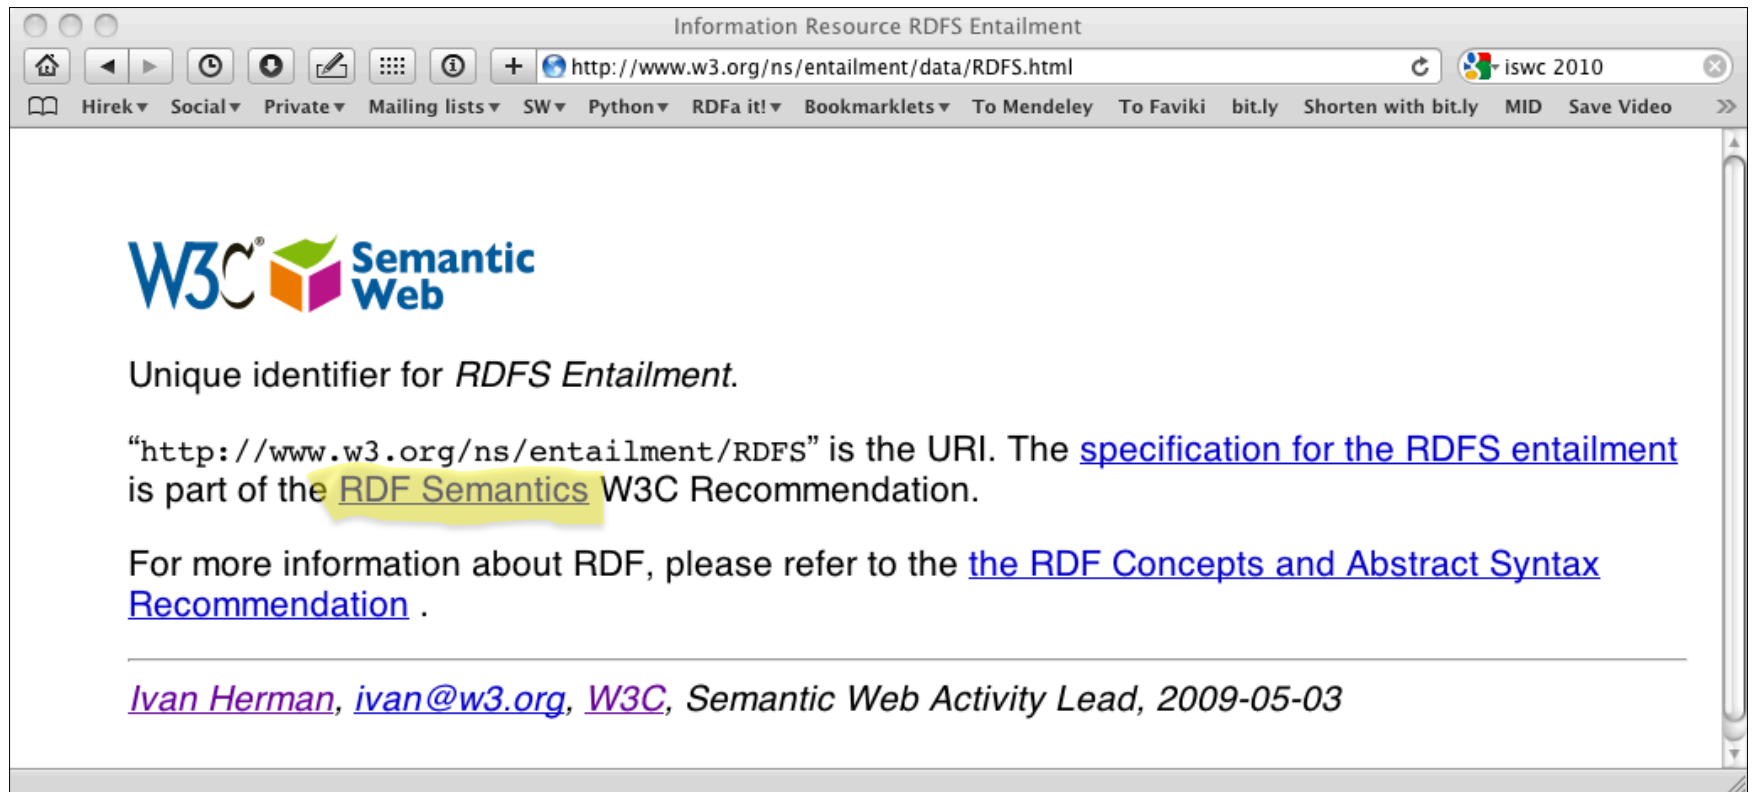 Information Resource RDFS Entailment
http://www.w3.org/ns/entailment/data/RDFS.html
iswc 2010
Hirek Social Private Mailing lists SW Python RDFa it! Bookmarklets To Mendeley To Faviki bit.ly Shorten with bit.ly MID Save Video
W3C® Semantic
Web
Unique identifier for RDFS Entailment.
“http://www.w3.org/ns/entailment/RDFS” is the URI. The specification for the RDFS entailment
is part of the RDF Semantics W3C Recommendation.
For more information about RDF, please refer to the the RDF Concepts and Abstract Syntax
Recommendation .
Ivan Herman, ivan@w3.org, W3C, Semantic Web Activity Lead, 2009-05-03